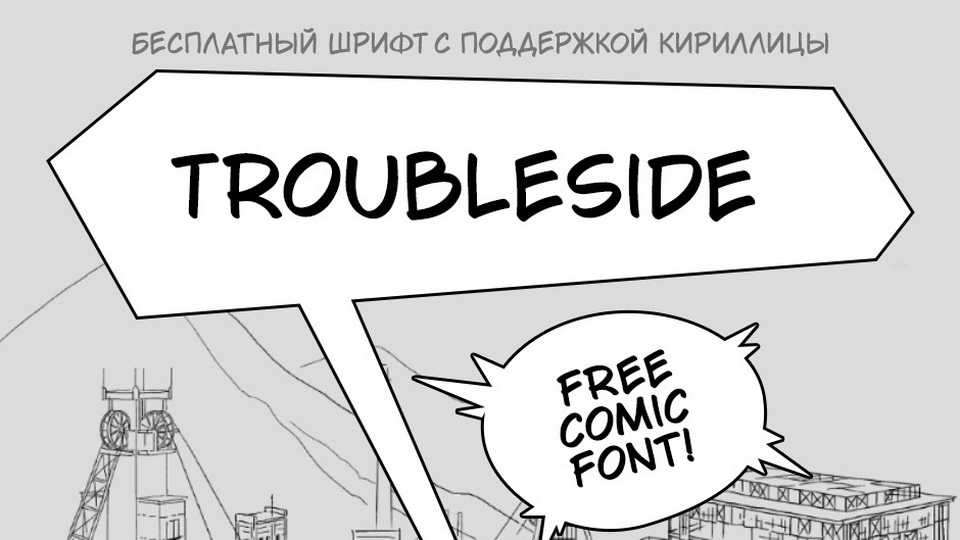 БЕСПЛАТНЫЙ ШРИФТ С ПОДДЕРЖКОЙ КИРИЛЛИЦЫ
TROUBLESIDE
FREE
COMIC
FONT!